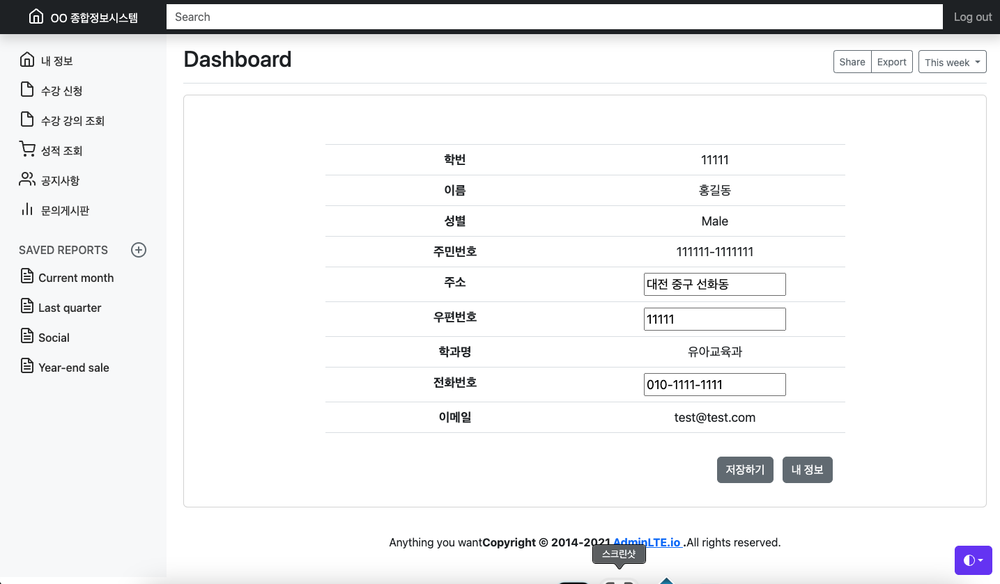 OO 종합정보시스템
Search
Log out
내 정보
수강 신청
수강 강의 조회
성적 조회
공지사항
문의게시판
SAVED REPORTS
Current month
Last quarter
Social
Year-end sale
Dashboard
Share
Export
This week
학번 11111
이름 홍길동
성별 Male
주민번호 111111-1111111
주소 대전 중구 선화동
우편번호 11111
학과명 유아교육과
전화번호 010-1111-1111
이메일 test@test.com
저장하기
내 정보
Anything you wantCopyright © 2014-2021 AdminLTE.io .All rights reserved.
스크린샷